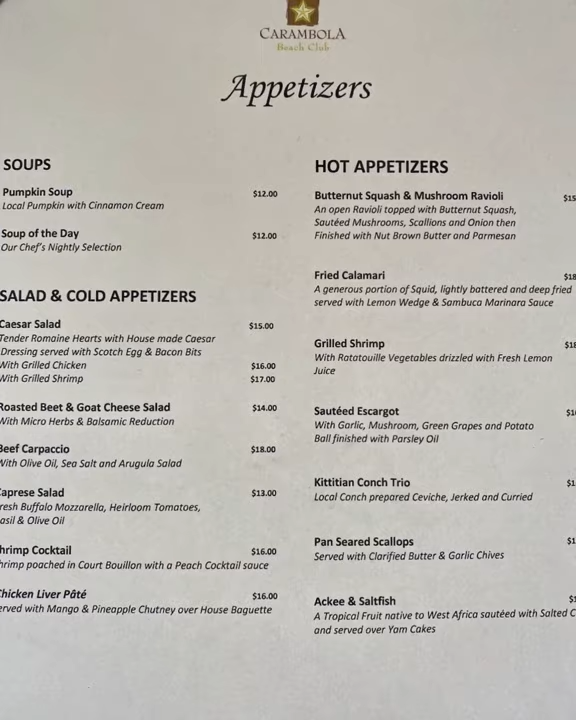 CARAMBOLA
Beach Club
Appetizers
SOUPS
Pumpkin Soup $12.00
Local Pumpkin with Cinnamon Cream
Soup of the Day $12.00
Our Chef's Nightly Selection
SALAD & COLD APPETIZERS
Caesar Salad $15.00
Tender Romaine Hearts with House made Caesar
Dressing served with Scotch Egg & Bacon Bits
With Grilled Chicken $16.00
With Grilled Shrimp $17.00
Roasted Beet & Goat Cheese Salad $14.00
With Micro Herbs & Balsamic Reduction
Beef Carpaccio $18.00
With Olive Oil, Sea Salt and Arugula Salad
Caprese Salad $13.00
resh Buffalo Mozzarella, Heirloom Tomatoes,
asil & Olive Oil
hrimp Cocktail $16.00
hrimp poached in Court Bouillon with a Peach Cocktail sauce
Chicken Liver Pâté $16.00
erved with Mango & Pineapple Chutney over House Baguette
HOT APPETIZERS
Butternut Squash & Mushroom Ravioli $15
An open Ravioli topped with Butternut Squash,
Sautéed Mushrooms, Scallions and Onion then
Finished with Nut Brown Butter and Parmesan
Fried Calamari $18
A generous portion of Squid, lightly battered and deep fried
served with Lemon Wedge & Sambuca Marinara Sauce
Grilled Shrimp $18
With Ratatouille Vegetables drizzled with Fresh Lemon
Juice
Sautéed Escargot
With Garlic, Mushroom, Green Grapes and Potato
Ball finished with Parsley Oil
Kittitian Conch Trio $1
Local Conch prepared Ceviche, Jerked and Curried
Pan Seared Scallops $1
Served with Clarified Butter & Garlic Chives
Ackee & Saltfish
A Tropical Fruit native to West Africa sautéed with Salted C
and served over Yam Cakes